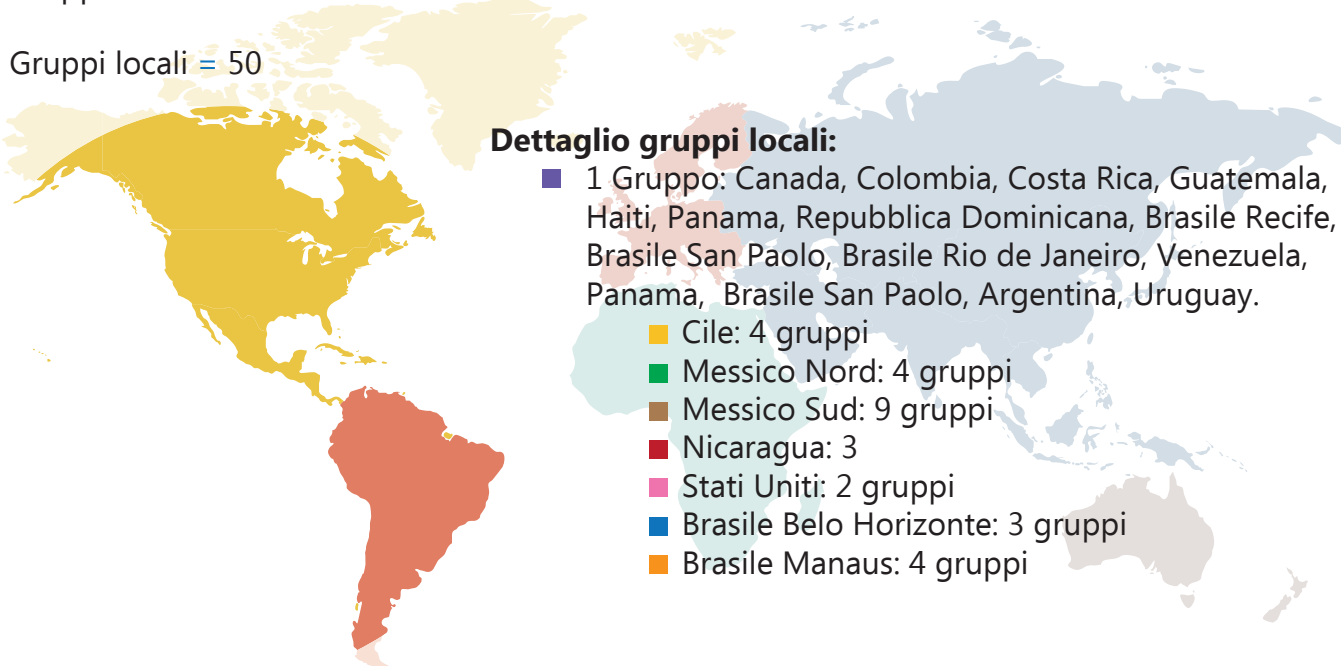 Gruppi locali = 50
Dettaglio gruppi locali:
1 Gruppo: Canada, Colombia, Costa Rica, Guatemala,
Haiti, Panama, Repubblica Dominicana, Brasile Recife,
Brasile San Paolo, Brasile Rio de Janeiro, Venezuela,
Panama, Brasile San Paolo, Argentina, Uruguay.
Cile: 4 gruppi
Messico Nord: 4 gruppi
Messico Sud: 9 gruppi
Nicaragua: 3
Stati Uniti: 2 gruppi
Brasile Belo Horizonte: 3 gruppi
Brasile Manaus: 4 gruppi